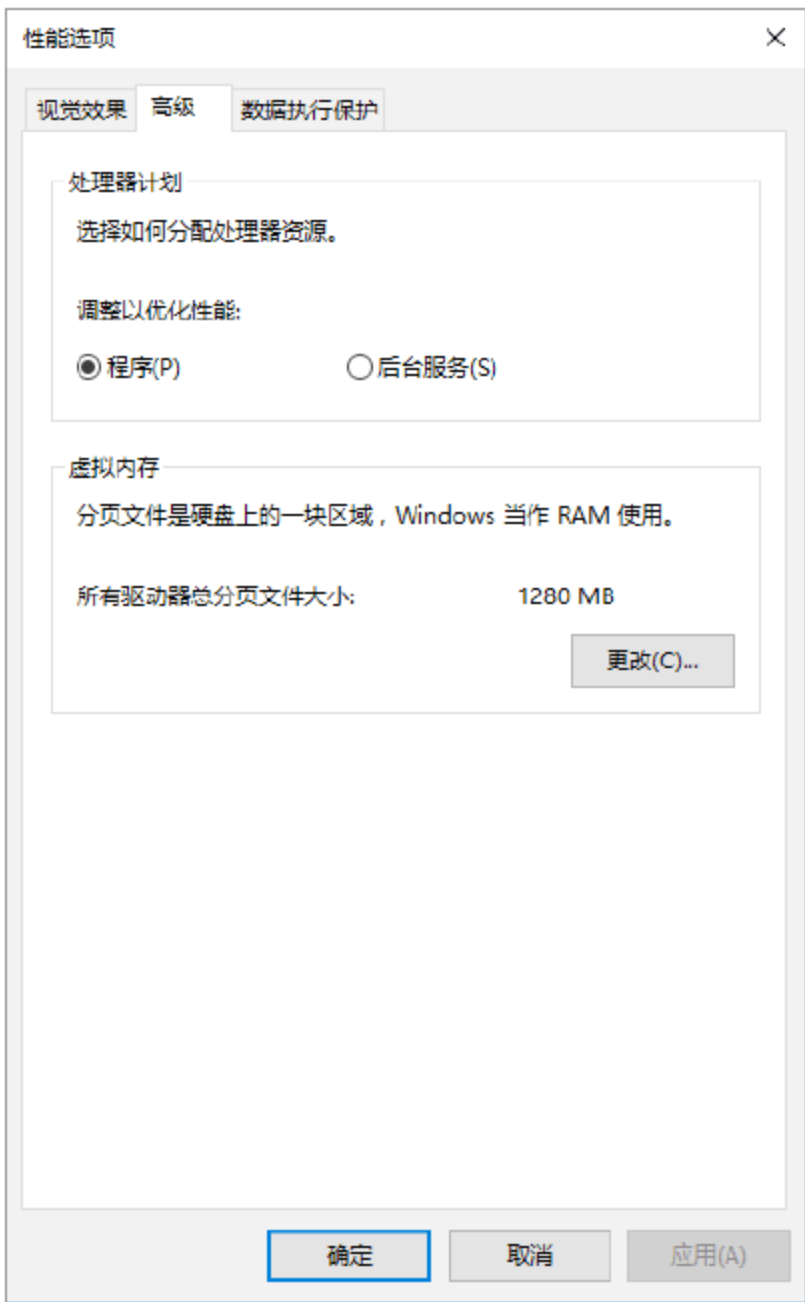 性能选项
视觉效果 高级 数据执行保护
处理器计划
选择如何分配处理器资源。
调整以优化性能:
程序(P) 后台服务(S)
虚拟内存
分页文件是硬盘上的一块区域，Windows 当作 RAM 使用。
所有驱动器总分页文件大小: 1280 MB
更改(C)...
确定 取消 应用(A)